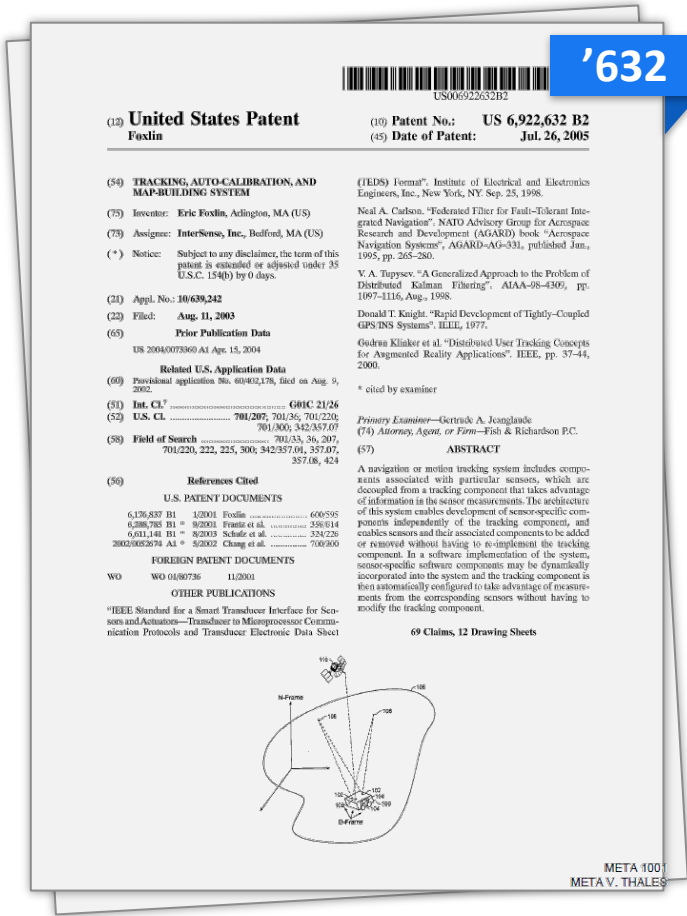 '632
US006922632B2
(12) United States Patent
Foxlin
(10) Patent No.: US 6,922,632 B2
(45) Date of Patent: Jul. 26, 2005
(54) TRACKING, AUTO-CALIBRATION, AND
MAP-BUILDING SYSTEM
(75) Inventor: Eric Foxlin, Arlington, MA (US)
(73) Assignee: InterSense, Inc., Bedford, MA (US)
( * ) Notice: Subject to any disclaimer, the term of this
patent is extended or adjusted under 35
U.S.C. 154(b) by 0 days.
(21) Appl. No.: 10/639,242
(22) Filed: Aug. 11, 2003
(65) Prior Publication Data
US 2004/0073360 A1 Apr. 15, 2004
Related U.S. Application Data
(60) Provisional application No. 60/402,178, filed on Aug. 9,
2002.
(51) Int. Cl.7 ................................ G01C 21/26
(52) U.S. Cl. .................. 701/207; 701/36; 701/220;
701/300; 342/357.07
(58) Field of Search ................... 701/33, 36, 207,
701/220, 222, 225, 300; 342/357.01, 357.07,
357.08, 424
(56) References Cited
U.S. PATENT DOCUMENTS
6,176,837 B1 1/2001 Foxlin .................. 600/595
6,288,785 B1 * 9/2001 Frantz et al. ........... 356/614
6,611,141 B1 * 8/2003 Schulz et al. ........... 324/226
2002/0052674 A1 * 5/2002 Chang et al. ............ 700/300
FOREIGN PATENT DOCUMENTS
WO WO 01/80736 11/2001
OTHER PUBLICATIONS
"IEEE Standard for a Smart Transducer Interface for Sen-
sors and Actuators—Transducer to Microprocessor Commu-
nication Protocols and Transducer Electronic Data Sheet
(TEDS) Format". Institute of Electrical and Electronics
Engineers, Inc., New York, NY. Sep. 25, 1998.
Neal A. Carlson. "Federated Filter for Fault-Tolerant Inte-
grated Navigation". NATO Advisory Group for Aerospace
Research and Development (AGARD) book "Aerospace
Navigation Systems", AGARD-AG-331, published Jun.,
1995, pp. 265-280.
V. A. Tupysev. "A Generalized Approach to the Problem of
Distributed Kalman Filtering". AIAA-98-4309, pp.
1097-1116, Aug., 1998.
Donald T. Knight. "Rapid Development of Tightly-Coupled
GPS/INS Systems". IEEE, 1977.
Gudrun Klinker et al. "Distributed User Tracking Concepts
for Augmented Reality Applications". IEEE, pp. 37-44,
2000.
* cited by examiner
Primary Examiner—Gertrude A. Jeanglaude
(74) Attorney, Agent, or Firm—Fish & Richardson P.C.
(57) ABSTRACT
A navigation or motion tracking system includes compo-
nents associated with particular sensors, which are
decoupled from a tracking component that takes advantage
of information in the sensor measurements. The architecture
of this system enables development of sensor-specific com-
ponents independently of the tracking component, and
enables sensors and their associated components to be added
or removed without having to re-implement the tracking
component. In a software implementation of the system,
sensor-specific software components may be dynamically
incorporated into the system and the tracking component is
then automatically configured to take advantage of measure-
ments from the corresponding sensors without having to
modify the tracking component.
69 Claims, 12 Drawing Sheets
N-Frame
106
B-Frame
META 1001
META V. THALES